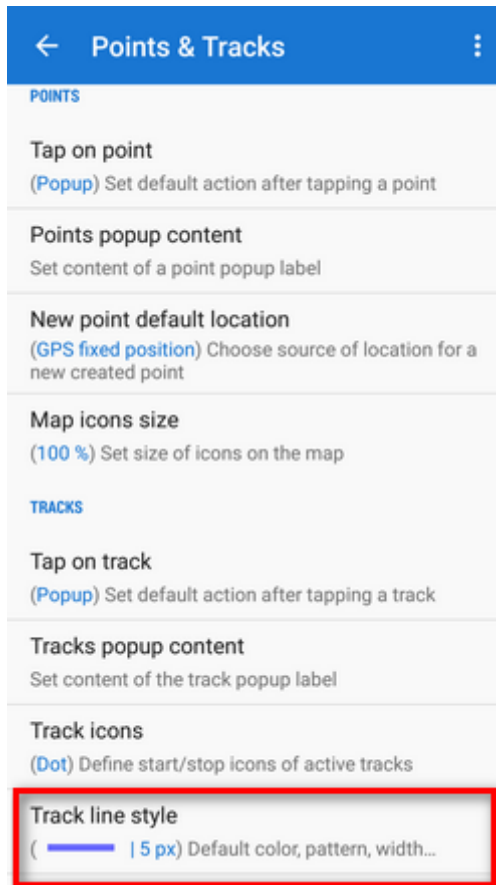 Points & Tracks
POINTS
Tap on point
(Popup) Set default action after tapping a point
Points popup content
Set content of a point popup label
New point default location
(GPS fixed position) Choose source of location for a
new created point
Map icons size
(100 %) Set size of icons on the map
TRACKS
Tap on track
(Popup) Set default action after tapping a track
Tracks popup content
Set content of the track popup label
Track icons
(Dot) Define start/stop icons of active tracks
Track line style
( | 5 px) Default color, pattern, width...